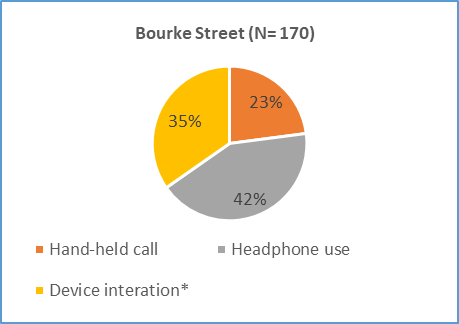 Bourke Street (N= 170)
23%
35%
42%
Hand-held call
Headphone use
Device interation*